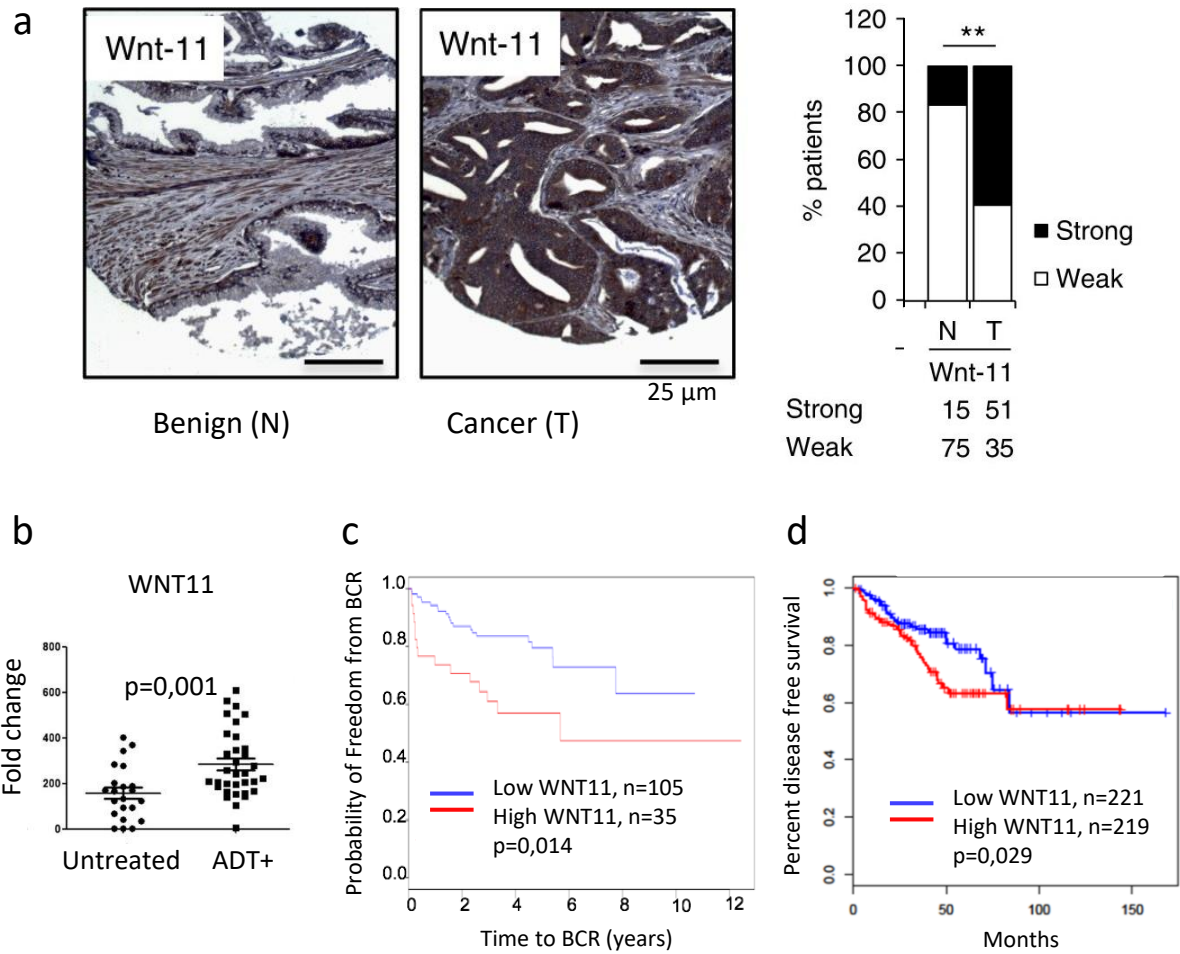 a
Wnt-11
Wnt-11
25 µm
Benign (N)
Cancer (T)
% patients
120
100
80
60
40
20
0
**
Strong
Weak
N T
Wnt-11
Strong 15 51
Weak 75 35
b
WNT11
Fold change
800
600
400
200
0
p=0,001
Untreated ADT+
c
Probability of Freedom from BCR
1.0
0.8
0.6
0.4
0.2
0.0
Low WNT11, n=105
High WNT11, n=35
p=0,014
0 2 4 6 8 10 12
Time to BCR (years)
d
Percent disease free survival
1.0
0.8
0.6
0.4
0.2
0.0
Low WNT11, n=221
High WNT11, n=219
p=0,029
0 50 100 150
Months